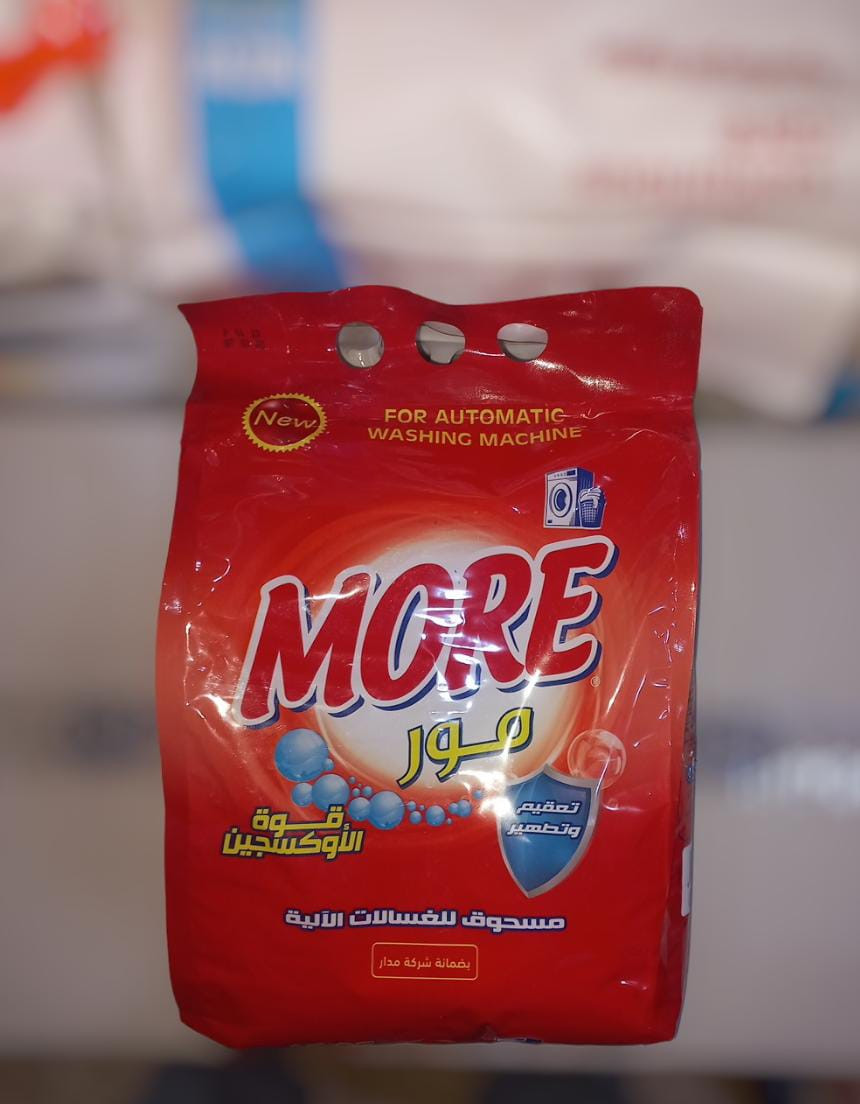 New
FOR AUTOMATIC
WASHING MACHINE
MORE
مور
قوة
الأوكسجين
تعقيم
وتطهير
مسحوق للغسالات الآلية
بضمانة شركة مدار